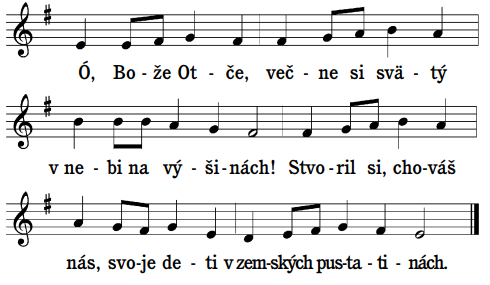 Ó, Bo - že Ot - če, več - ne si svä - tý
v ne - bi na vý - ši - nách! Stvo - ril si, cho - váš
nás, svo - je de - ti v zem - ských pus - ta - ti - nách.